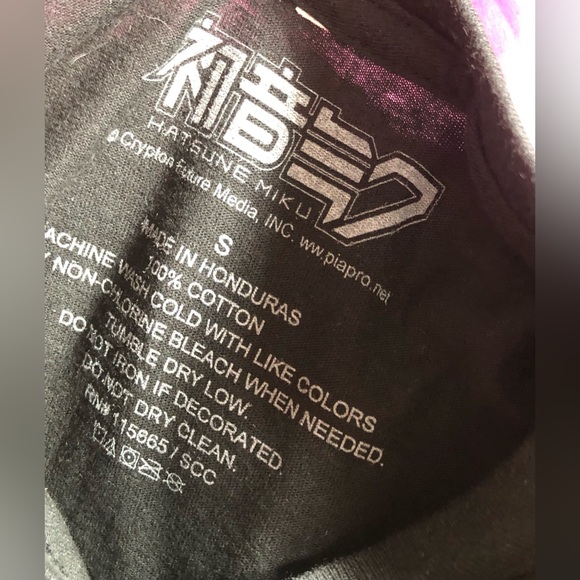 初音ミク
HATSUNE MIKU
Crypton Future Media, INC. www.piapro.net
S
MADE IN HONDURAS
100% COTTON
ACHINE WASH COLD WITH LIKE COLORS
Y NON-CHLORINE BLEACH WHEN NEEDED.
TUMBLE DRY LOW.
DO NOT IRON IF DECORATED.
DO NOT DRY CLEAN.
RN# 115665 / SCC